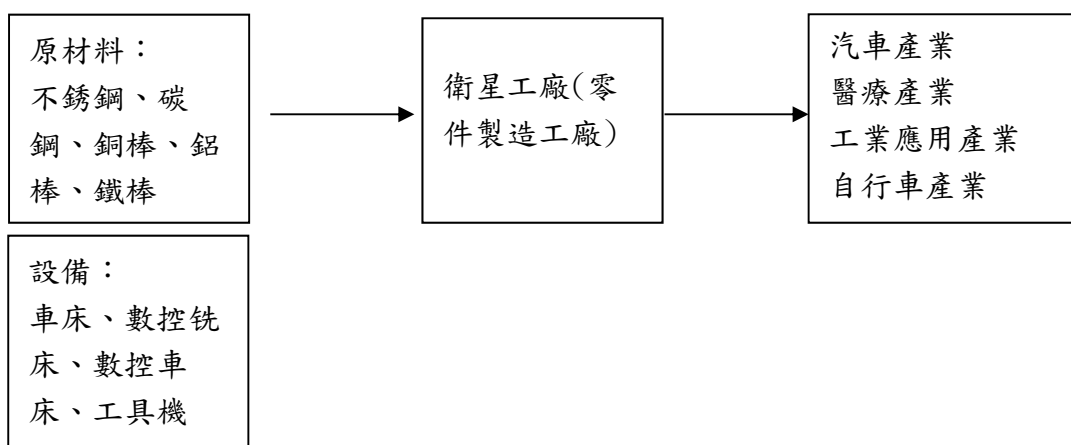 原材料：
不銹鋼、碳
鋼、銅棒、鋁
棒、鐵棒
衛星工廠(零
件製造工廠)
汽車產業
醫療產業
工業應用產業
自行車產業
設備：
車床、數控铣
床、數控車
床、工具機